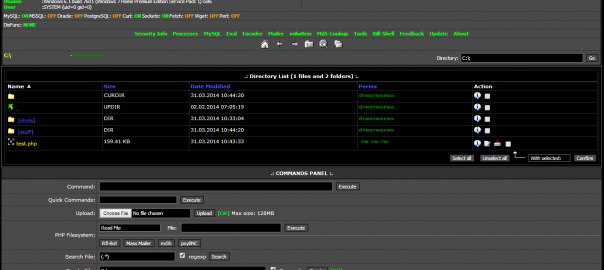 :Windows 6.1 build 7601 (Windows 7 Home Premium Edition Service Pack 1) i586
User :SYSTEM (uid=0 gid=0)
MySQL: ON MSSQL: OFF Oracle: OFF PostgreSQL: OFF Curl: ON Sockets: ON Fetch: OFF Wget: OFF Perl: OFF
DisFunc: NONE
Security Info Processes MySQL Eval Encoder Mailer milw0rm MD5-Lookup Tools Kill Shell Feedback Update About
C:\ Directory: C:\ Go
.: Directory List (1 files and 2 folders) :.
Name ▲ Size Date Modified Perms Action
. CURDIR 31.03.2014 10:44:20 drwxrwxrwx
.. UPDIR 02.02.2014 07:05:19 drwxrwxrwx
[shots] DIR 31.03.2014 10:33:04 drwxrwxrwx
[stuff] DIR 31.03.2014 10:44:20 drwxrwxrwx
test.php 159.41 KB 31.03.2014 10:43:33 -rw-rw-rw-
Select all Unselect all With selected: Confirm
.: COMMANDS PANEL :.
Command: Execute
Quick Commands: Execute
Upload: Choose File No file chosen Upload [OK] Max size: 128MB
PHP Filesystem: Read File File: Execute
Rfi-Bot Mass Mailer ex0h psyBNC
Search File: (.*) regexp Search